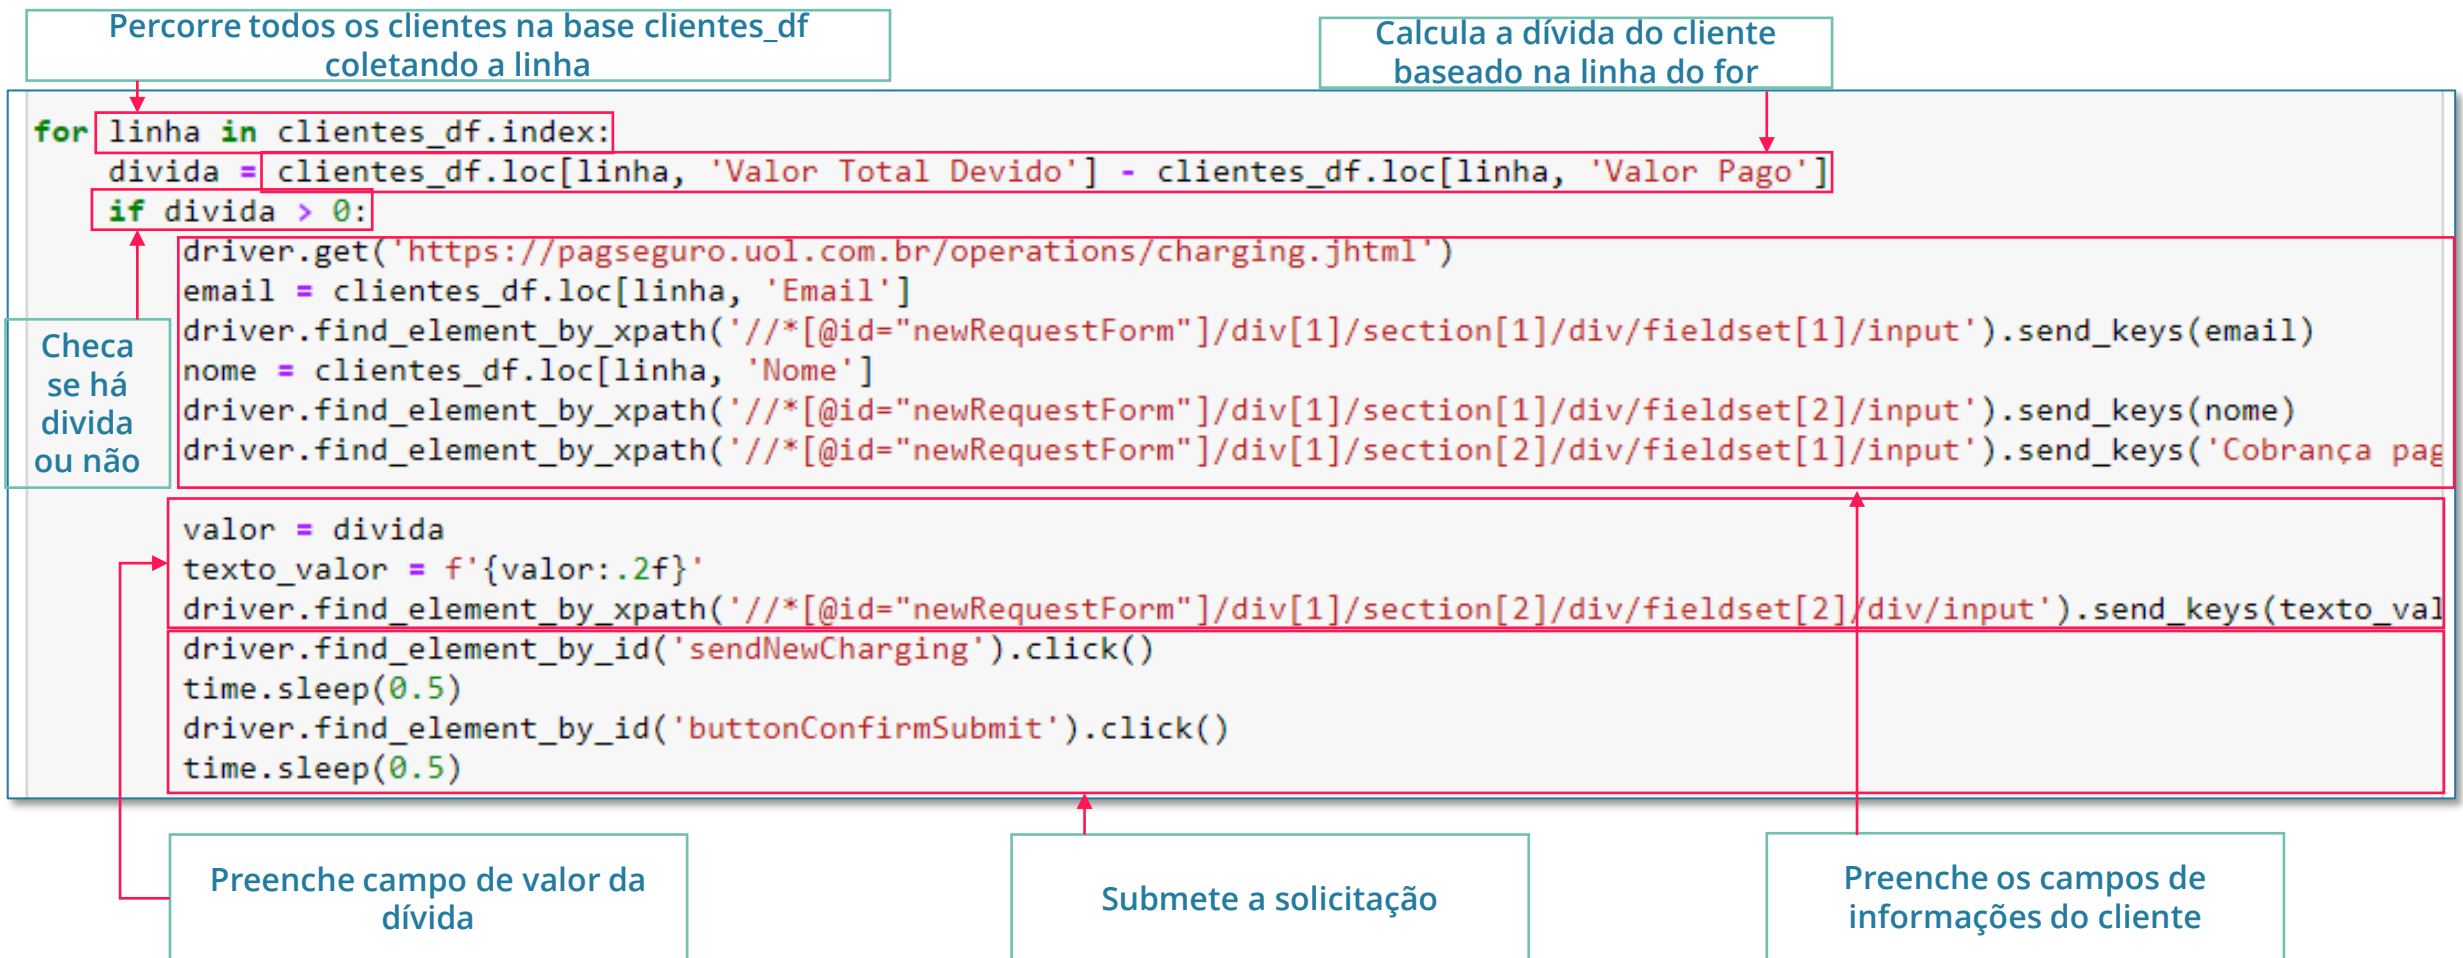 Percorre todos os clientes na base clientes_df
coletando a linha
Calcula a dívida do cliente
baseado na linha do for
for linha in clientes_df.index:
    divida = clientes_df.loc[linha, 'Valor Total Devido'] - clientes_df.loc[linha, 'Valor Pago']
    if divida > 0:
        driver.get('https://pagseguro.uol.com.br/operations/charging.jhtml')
        email = clientes_df.loc[linha, 'Email']
        driver.find_element_by_xpath('//*[@id="newRequestForm"]/div[1]/section[1]/div/fieldset[1]/input').send_keys(email)
        nome = clientes_df.loc[linha, 'Nome']
        driver.find_element_by_xpath('//*[@id="newRequestForm"]/div[1]/section[1]/div/fieldset[2]/input').send_keys(nome)
        driver.find_element_by_xpath('//*[@id="newRequestForm"]/div[1]/section[2]/div/fieldset[1]/input').send_keys('Cobrança pag
Checa
se há
divida
ou não
        valor = divida
        texto_valor = f'{valor:.2f}'
        driver.find_element_by_xpath('//*[@id="newRequestForm"]/div[1]/section[2]/div/fieldset[2]/div/input').send_keys(texto_val
        driver.find_element_by_id('sendNewCharging').click()
        time.sleep(0.5)
        driver.find_element_by_id('buttonConfirmSubmit').click()
        time.sleep(0.5)
Preenche campo de valor da
dívida
Submete a solicitação
Preenche os campos de
informações do cliente